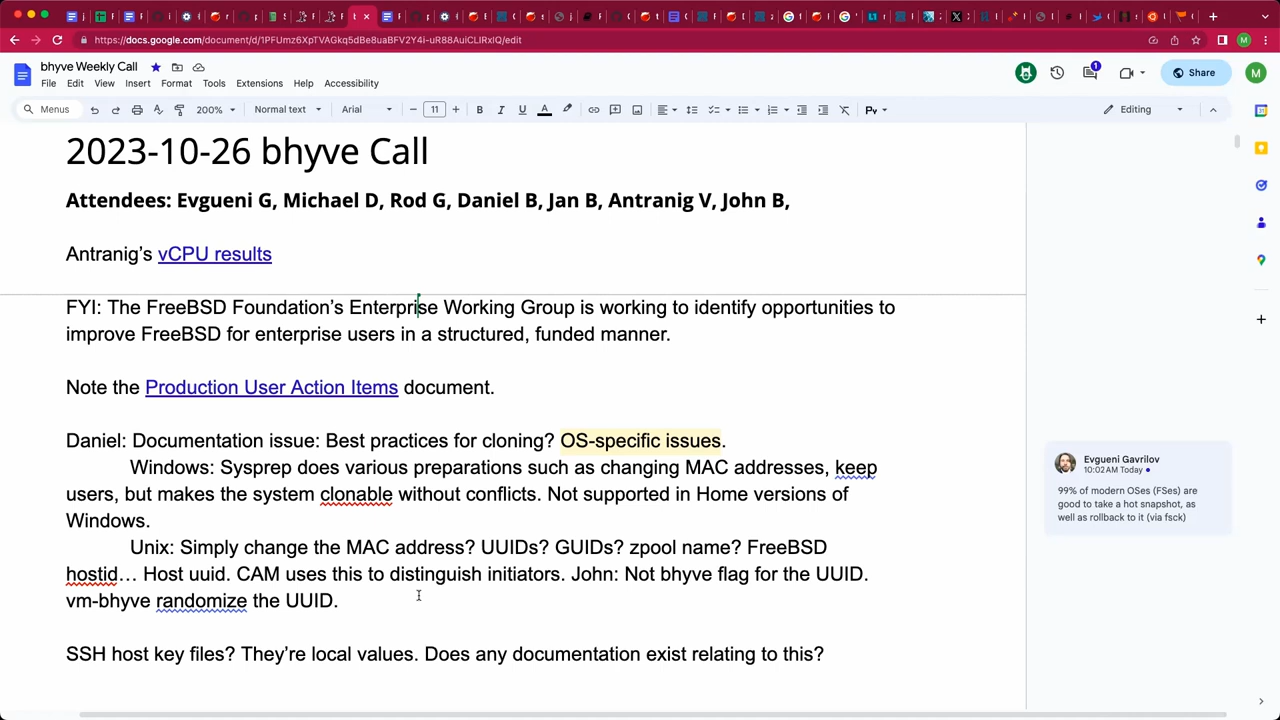 https://docs.google.com/document/d/1PFUmz6XpTVAGkq5dBe8uaBFV2Y4i-uR88AuiCLIRxlQ/edit
bhyve Weekly Call
File Edit View Insert Format Tools Extensions Help Accessibility
1
Share
M
M
Menus 200% Normal text Arial 11 B I U A Editing
2023-10-26 bhyve Call
Attendees: Evgueni G, Michael D, Rod G, Daniel B, Jan B, Antranig V, John B,
Antranig’s vCPU results
FYI: The FreeBSD Foundation’s Enterprise Working Group is working to identify opportunities to
improve FreeBSD for enterprise users in a structured, funded manner.
Note the Production User Action Items document.
Daniel: Documentation issue: Best practices for cloning? OS-specific issues.
Windows: Sysprep does various preparations such as changing MAC addresses, keep
users, but makes the system clonable without conflicts. Not supported in Home versions of
Windows.
Unix: Simply change the MAC address? UUIDs? GUIDs? zpool name? FreeBSD
hostid… Host uuid. CAM uses this to distinguish initiators. John: Not bhyve flag for the UUID.
vm-bhyve randomize the UUID.
SSH host key files? They’re local values. Does any documentation exist relating to this?
Evgueni Gavrilov
10:02 AM Today
99% of modern OSes (FSes) are
good to take a hot snapshot, as
well as rollback to it (via fsck)